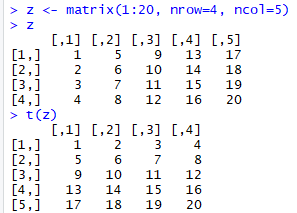 > z <- matrix(1:20, nrow=4, ncol=5)
> z
     [,1] [,2] [,3] [,4] [,5]
[1,]    1    5    9   13   17
[2,]    2    6   10   14   18
[3,]    3    7   11   15   19
[4,]    4    8   12   16   20
> t(z)
     [,1] [,2] [,3] [,4]
[1,]    1    2    3    4
[2,]    5    6    7    8
[3,]    9   10   11   12
[4,]   13   14   15   16
[5,]   17   18   19   20